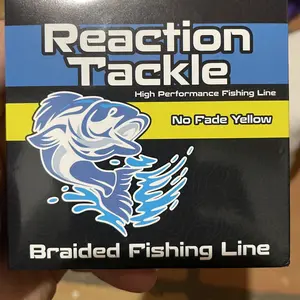 Reaction
Tackle
High Performance Fishing Line
No Fade Yellow
Braided Fishing Line